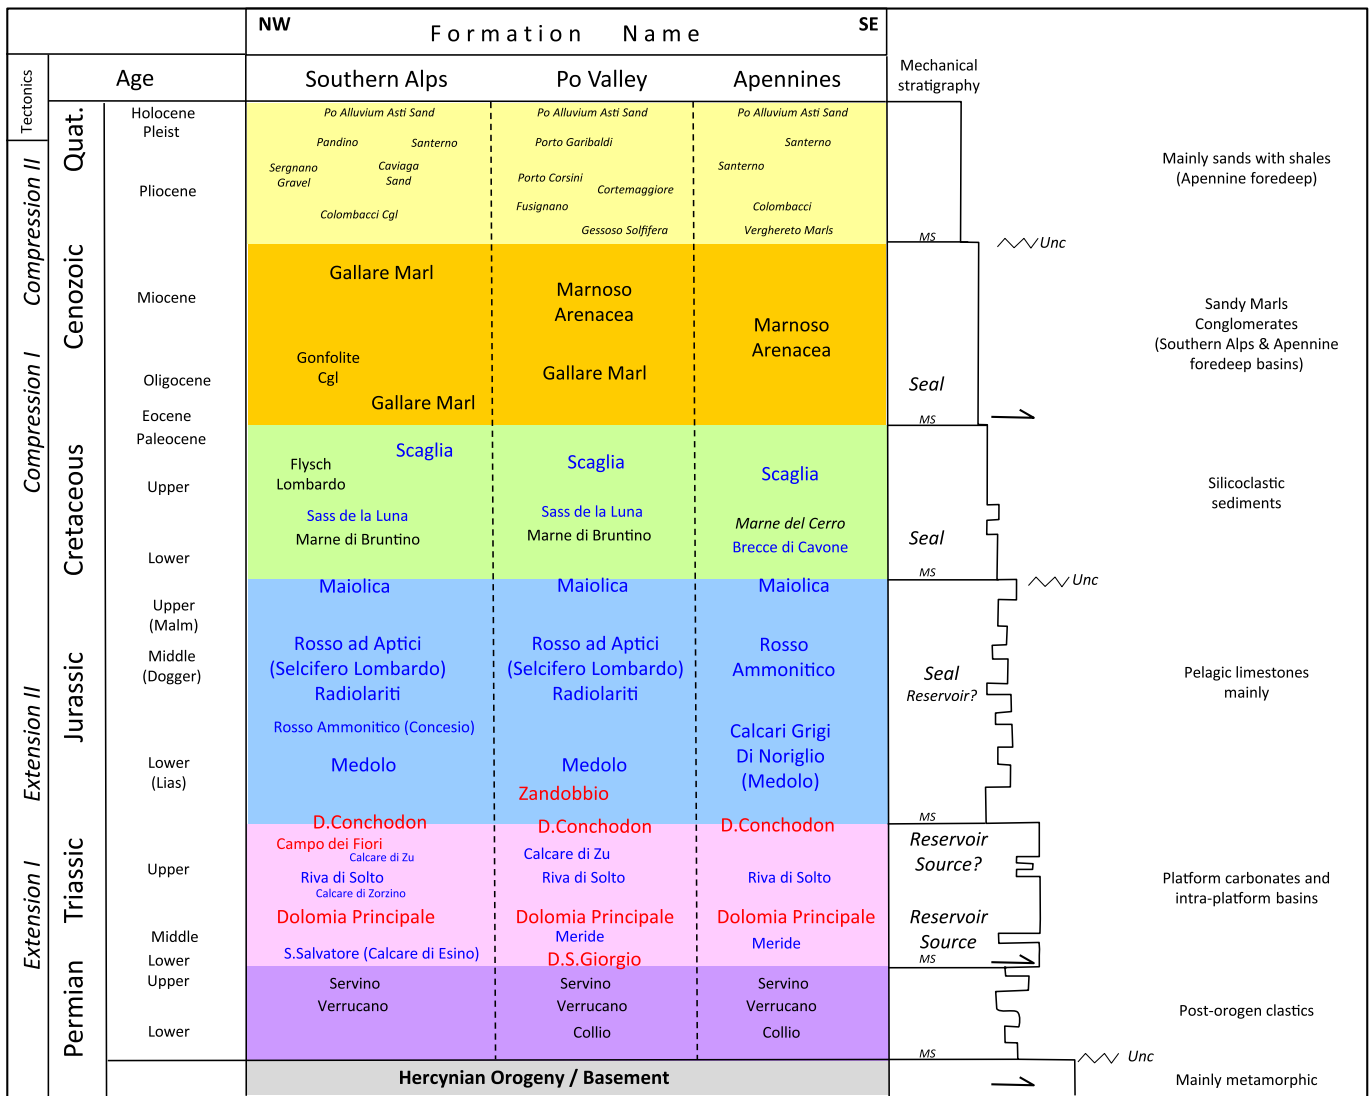 NW
SE
Formation Name
Tectonics
Age
Southern Alps
Po Valley
Apennines
Mechanical
stratigraphy
Compression II
Compression I
Extension II
Extension I
Quat.
Cenozoic
Cretaceous
Jurassic
Triassic
Permian
Holocene
Pleist
Pliocene
Miocene
Oligocene
Eocene
Paleocene
Upper
Lower
Upper
(Malm)
Middle
(Dogger)
Lower
(Lias)
Upper
Middle
Lower
Upper
Lower
Po Alluvium Asti Sand
Pandino
Santerno
Sergnano
Gravel
Caviaga
Sand
Colombacci Cgl
Gallare Marl
Gonfolite
Cgl
Gallare Marl
Scaglia
Flysch
Lombardo
Sass de la Luna
Marne di Bruntino
Maiolica
Rosso ad Aptici
(Selcifero Lombardo)
Radiolariti
Rosso Ammonitico (Concesio)
Medolo
D.Conchodon
Campo dei Fiori
Calcare di Zu
Riva di Solto
Calcare di Zorzino
Dolomia Principale
S.Salvatore (Calcare di Esino)
Servino
Verrucano
Po Alluvium Asti Sand
Porto Garibaldi
Porto Corsini
Cortemaggiore
Fusignano
Gessoso Solfifera
Marnoso
Arenacea
Gallare Marl
Scaglia
Sass de la Luna
Marne di Bruntino
Maiolica
Rosso ad Aptici
(Selcifero Lombardo)
Radiolariti
Medolo
Zandobbio
D.Conchodon
Calcare di Zu
Riva di Solto
Dolomia Principale
Meride
D.S.Giorgio
Servino
Verrucano
Collio
Po Alluvium Asti Sand
Santerno
Santerno
Colombacci
Verghereto Marls
Marnoso
Arenacea
Scaglia
Marne del Cerro
Brecce di Cavone
Maiolica
Rosso
Ammonitico
Calcari Grigi
Di Noriglio
(Medolo)
D.Conchodon
Riva di Solto
Dolomia Principale
Meride
Servino
Verrucano
Collio
Hercynian Orogeny / Basement
MS
Unc
Seal
MS
Seal
MS
Unc
Seal
Reservoir?
MS
Reservoir
Source?
Reservoir
Source
MS
MS
Unc
Mainly sands with shales
(Apennine foredeep)
Sandy Marls
Conglomerates
(Southern Alps & Apennine
foredeep basins)
Silicoclastic
sediments
Pelagic limestones
mainly
Platform carbonates and
intra-platform basins
Post-orogen clastics
Mainly metamorphic